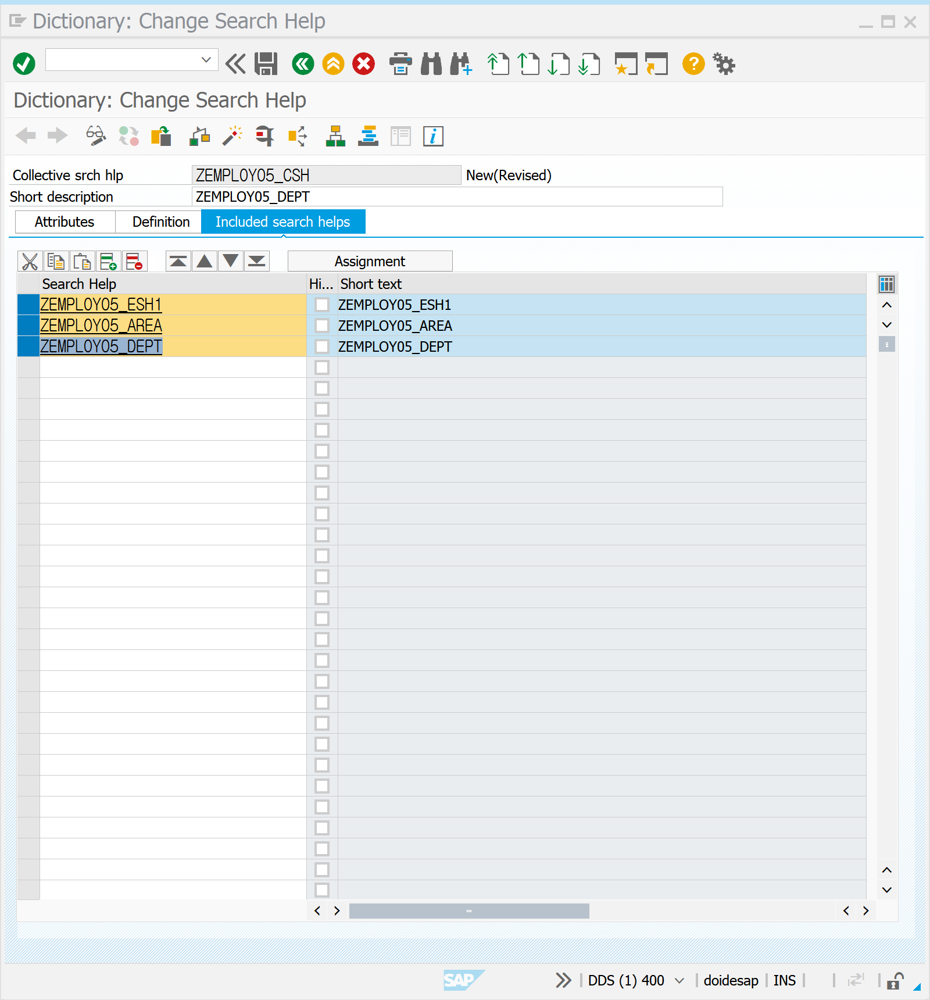 Dictionary: Change Search Help
Dictionary: Change Search Help
Collective srch hlp ZEMPLOY05_CSH New(Revised)
Short description ZEMPLOY05_DEPT
Attributes Definition Included search helps
Assignment
Search Help Hi... Short text
ZEMPLOY05_ESH1 ZEMPLOY05_ESH1
ZEMPLOY05_AREA ZEMPLOY05_AREA
ZEMPLOY05_DEPT ZEMPLOY05_DEPT
SAP DDS (1) 400 doidesap INS